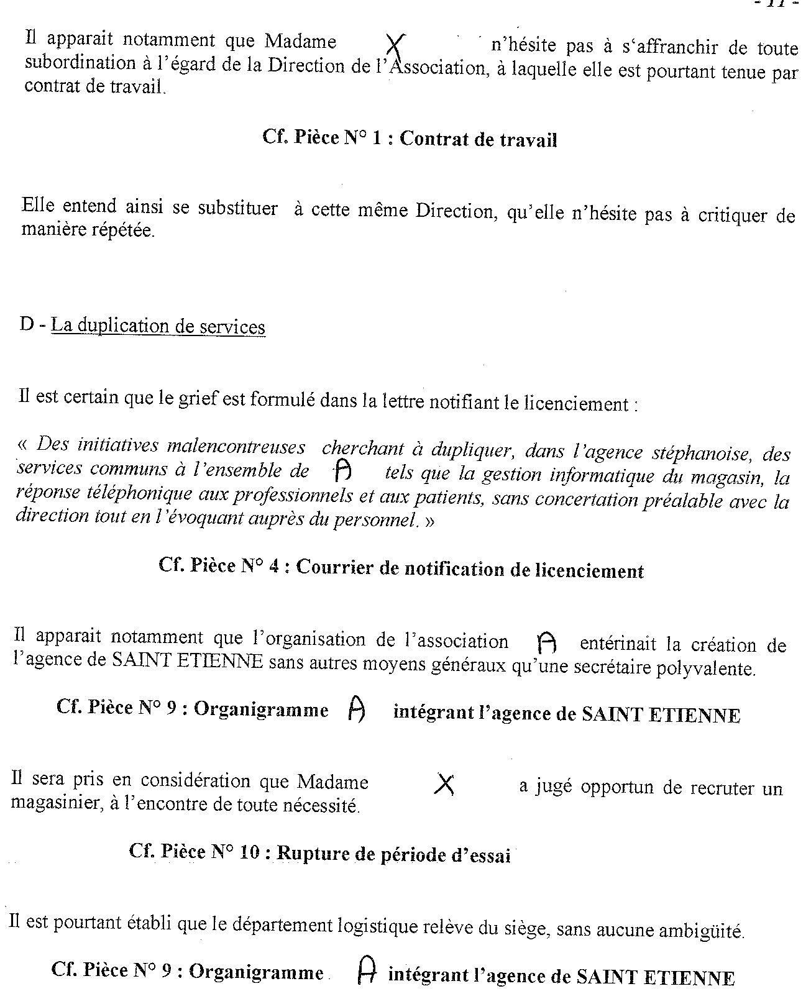 - 11 -
Il apparait notamment que Madame X n’hésite pas à s‘affranchir de toute
subordination à l’égard de la Direction de l’Association, à laquelle elle est pourtant tenue par
contrat de travail.
Cf. Pièce N° 1 : Contrat de travail
Elle entend ainsi se substituer à cette même Direction, qu’elle n’hésite pas à critiquer de
manière répétée.
D - La duplication de services
Il est certain que le grief est formulé dans la lettre notifiant le licenciement :
« Des initiatives malencontreuses cherchant à dupliquer, dans l’agence stéphanoise, des
services communs à l’ensemble de A tels que la gestion informatique du magasin, la
réponse téléphonique aux professionnels et aux patients, sans concertation préalable avec la
direction tout en l’évoquant auprès du personnel. »
Cf. Pièce N° 4 : Courrier de notification de licenciement
Il apparait notamment que l’organisation de l’association A entérinait la création de
l’agence de SAINT ETIENNE sans autres moyens généraux qu’une secrétaire polyvalente.
Cf. Pièce N° 9 : Organigramme A intégrant l’agence de SAINT ETIENNE
Il sera pris en considération que Madame X a jugé opportun de recruter un
magasinier, à l’encontre de toute nécessité.
Cf. Pièce N° 10 : Rupture de période d’essai
Il est pourtant établi que le département logistique relève du siège, sans aucune ambigüité.
Cf. Pièce N° 9 : Organigramme A intégrant l’agence de SAINT ETIENNE